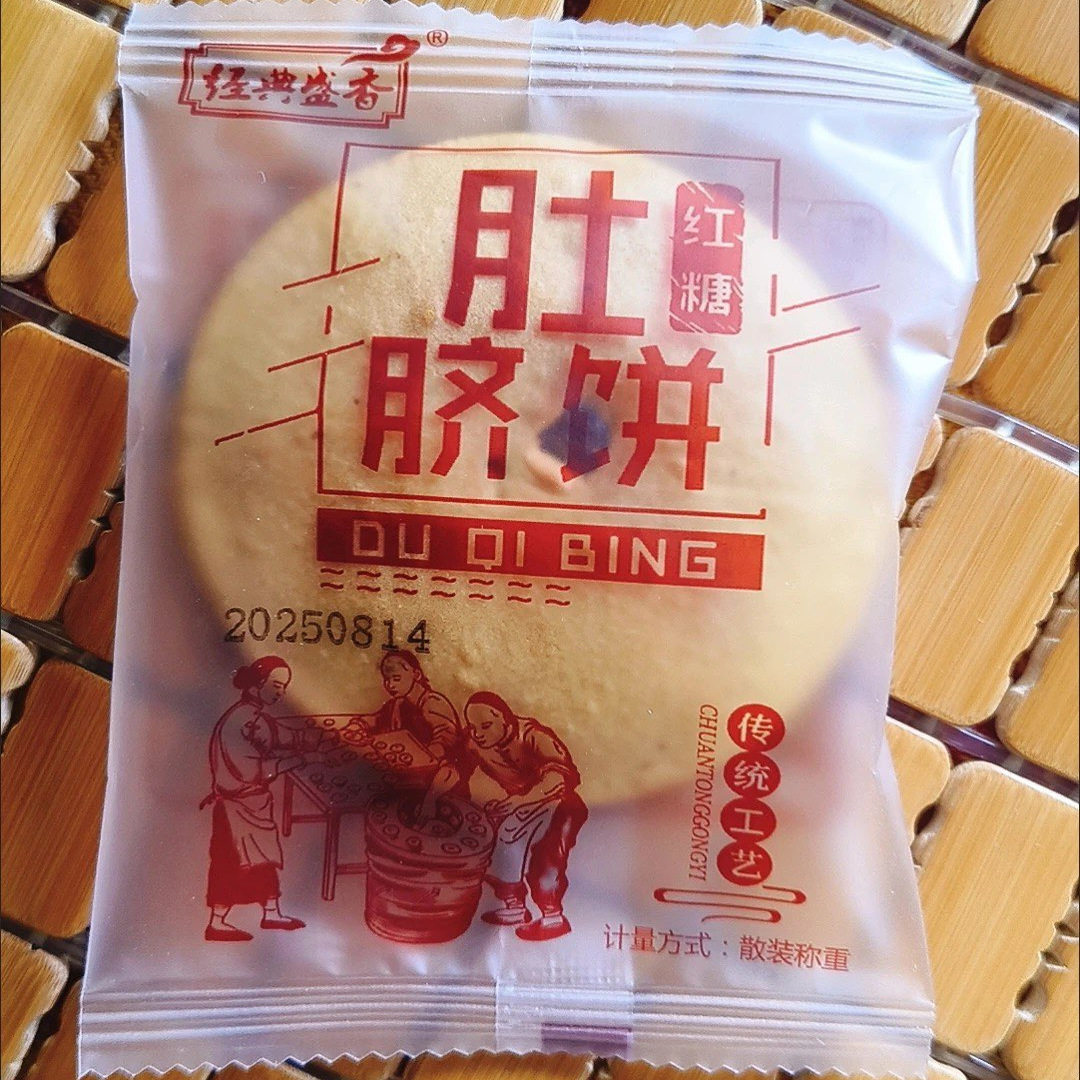 经典盛香®
肚
红糖
脐饼
DU QI BING
20250814
传统工艺
CHUANTONGGONGYI
计量方式：散装称重